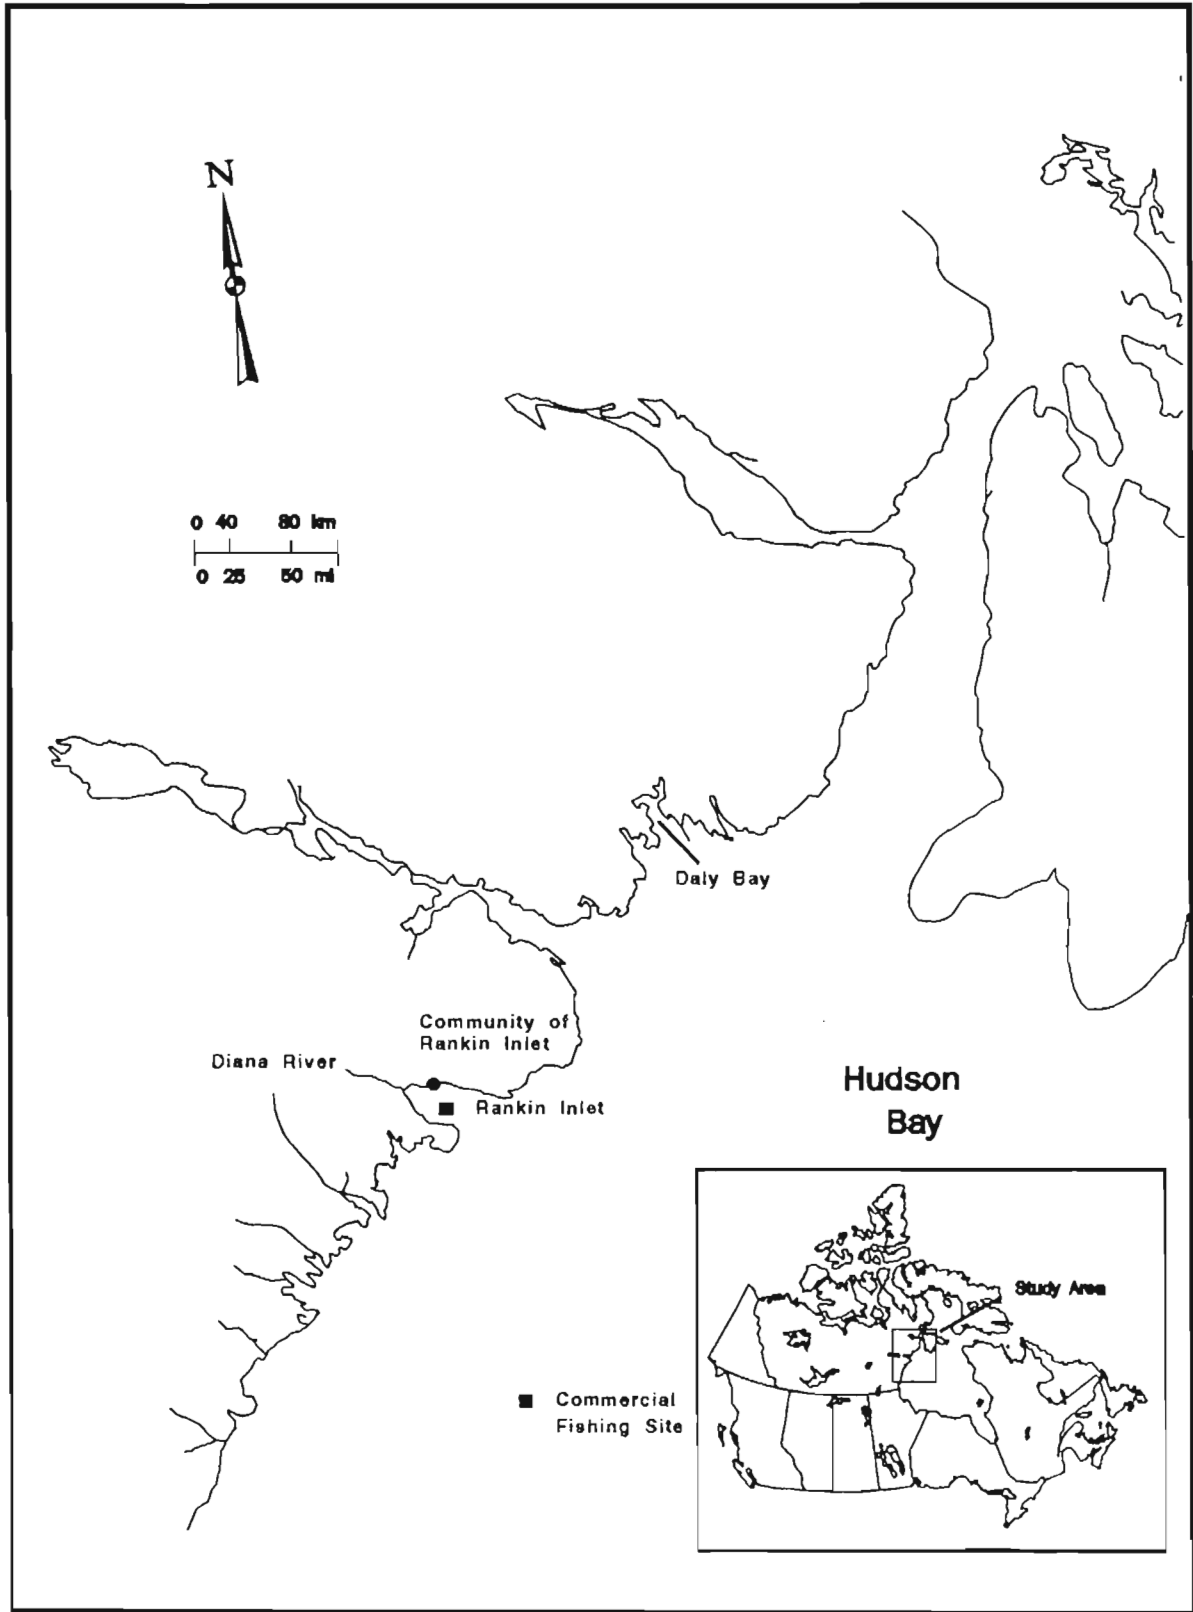 N
0 40 80 km
0 25 50 mi
Daly Bay
Community of
Rankin Inlet
Diana River
Rankin Inlet
Hudson
Bay
Study Area
Commercial
Fishing Site